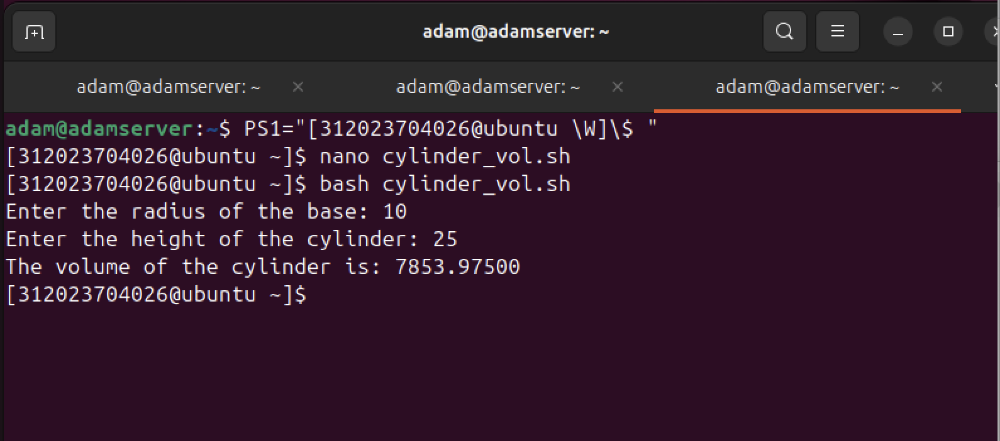 adam@adamserver: ~
adam@adamserver: ~ adam@adamserver: ~ adam@adamserver: ~
adam@adamserver:~$ PS1="[312023704026@ubuntu \W]\$ "
[312023704026@ubuntu ~]$ nano cylinder_vol.sh
[312023704026@ubuntu ~]$ bash cylinder_vol.sh
Enter the radius of the base: 10
Enter the height of the cylinder: 25
The volume of the cylinder is: 7853.97500
[312023704026@ubuntu ~]$